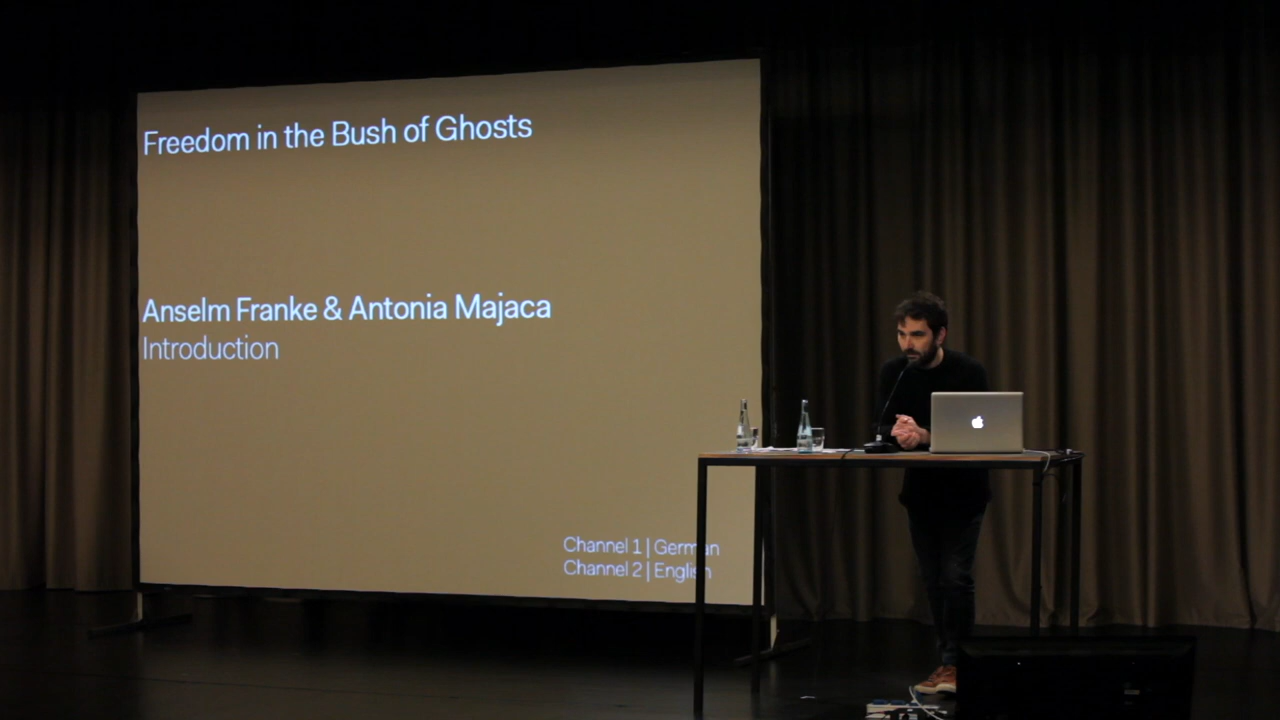 Freedom in the Bush of Ghosts
Anselm Franke & Antonia Majaca
Introduction
Channel 1 | German
Channel 2 | English